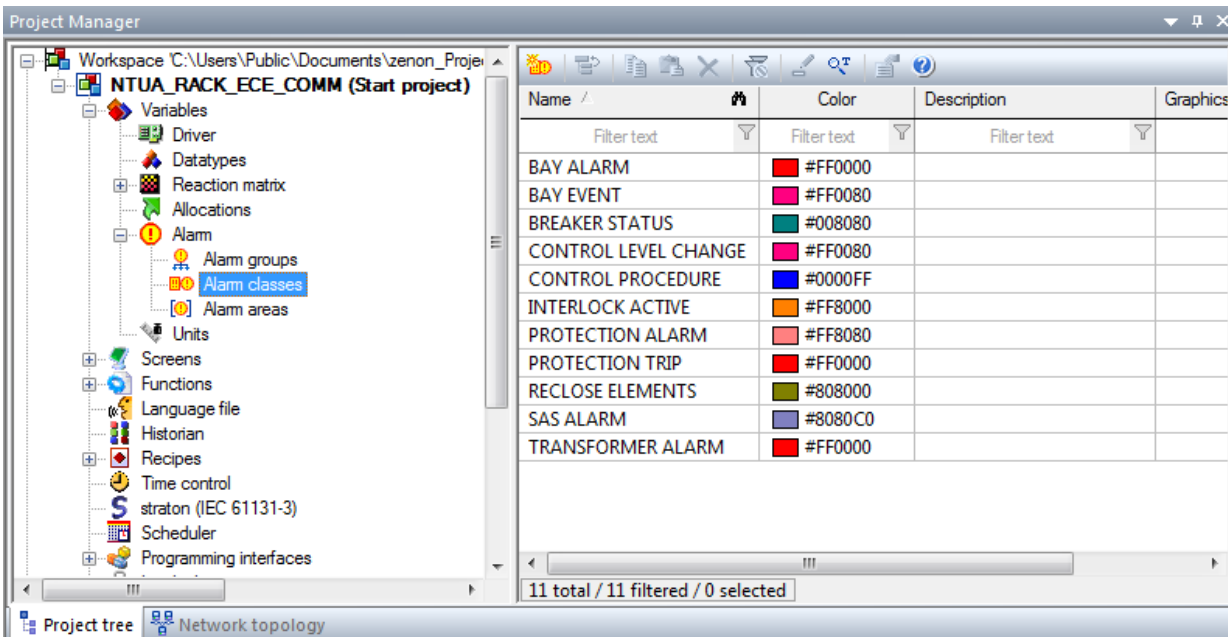 Project Manager
Workspace 'C:\Users\Public\Documents\zenon_Proje
NTUA_RACK_ECE_COMM (Start project)
Variables
Driver
Datatypes
Reaction matrix
Allocations
Alarm
Alarm groups
Alarm classes
Alarm areas
Units
Screens
Functions
Language file
Historian
Recipes
Time control
straton (IEC 61131-3)
Scheduler
Programming interfaces
Name Color Description Graphics
Filter text Filter text Filter text
BAY ALARM #FF0000
BAY EVENT #FF0080
BREAKER STATUS #008080
CONTROL LEVEL CHANGE #FF0080
CONTROL PROCEDURE #0000FF
INTERLOCK ACTIVE #FF8000
PROTECTION ALARM #FF8080
PROTECTION TRIP #FF0000
RECLOSE ELEMENTS #808000
SAS ALARM #8080C0
TRANSFORMER ALARM #FF0000
11 total / 11 filtered / 0 selected
Project tree Network topology